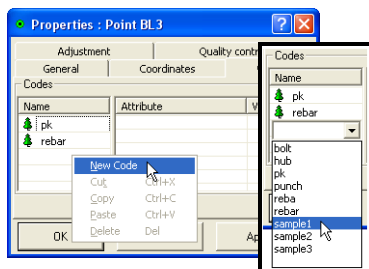 Properties : Point BL3
Adjustment
Quality contr
General
Coordinates
Codes
Name
Attribute
V
pk
rebar
New Code
Cut Ctrl+X
Copy Ctrl+C
Paste Ctrl+V
Delete Del
OK
Ap
Codes
Name
pk
rebar
bolt
hub
pk
punch
reba
rebar
sample1
sample2
sample3